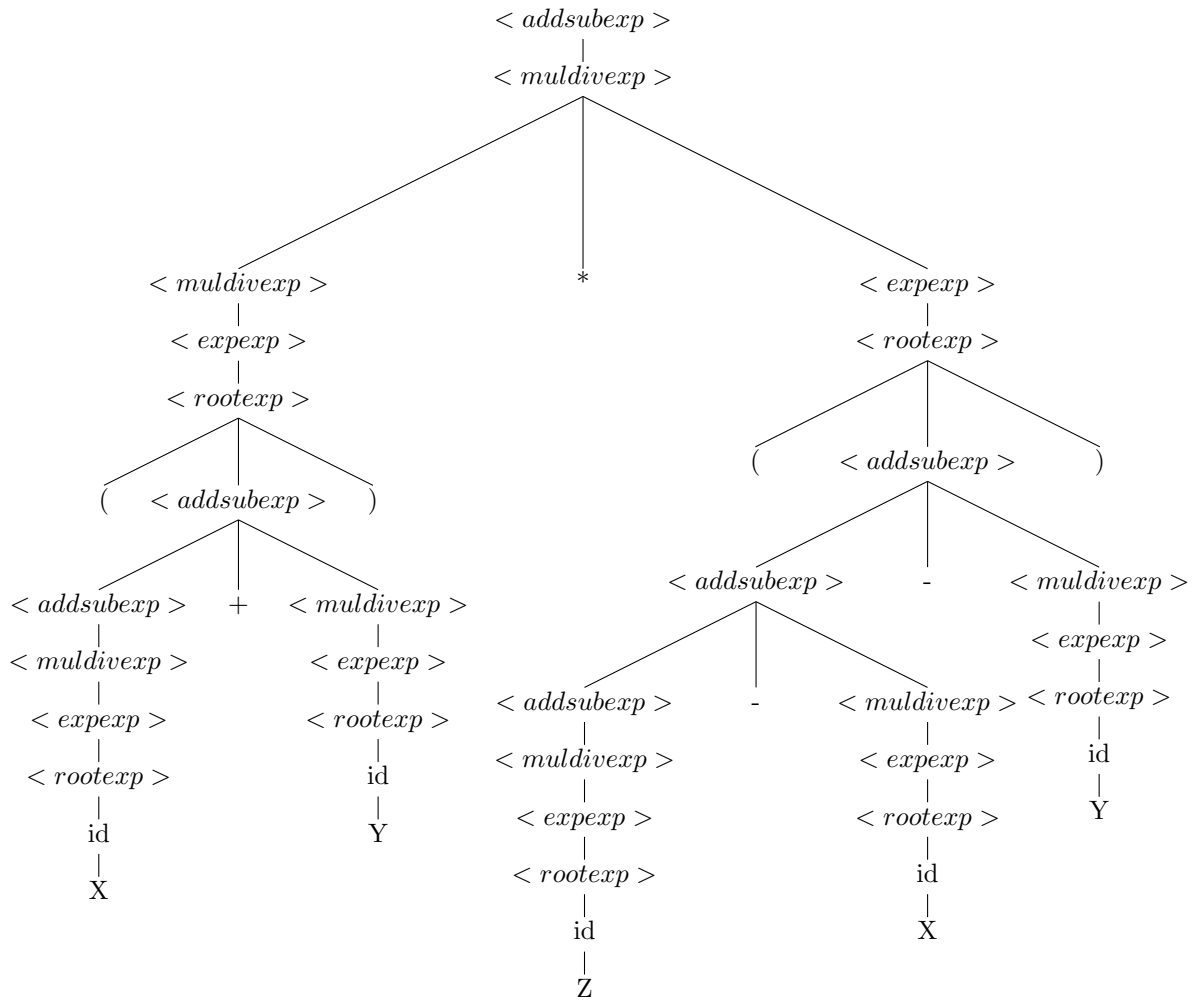 < addsubexp >
< muldivexp >
< muldivexp > * < expexp >
< expexp > < rootexp >
< rootexp >
( < addsubexp > )
( < addsubexp > )
< addsubexp > - < muldivexp >
< addsubexp > + < muldivexp >
< expexp >
< muldivexp > < expexp >
< rootexp >
< addsubexp > - < muldivexp >
< expexp > < rootexp >
id
< muldivexp > < expexp >
< rootexp > id
Y
< expexp > < rootexp >
id Y
< rootexp > id
X
id X
Z